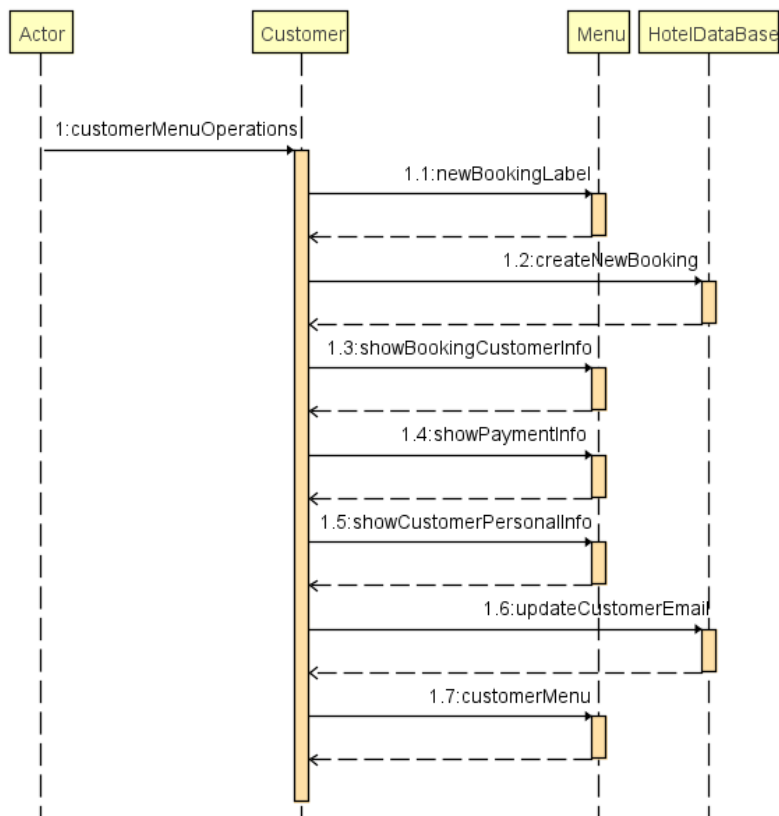 Actor
Customer
Menu
HotelDataBase
1:customerMenuOperations
1.1:newBookingLabel
1.2:createNewBooking
1.3:showBookingCustomerInfo
1.4:showPaymentInfo
1.5:showCustomerPersonalInfo
1.6:updateCustomerEmail
1.7:customerMenu